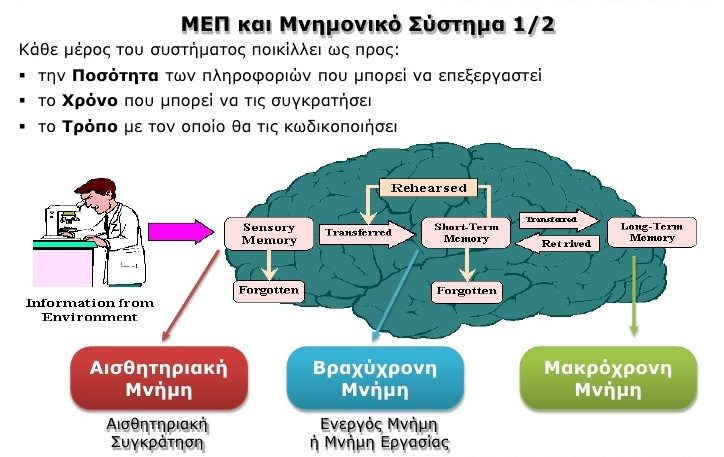 ΜΕΠ και Μνημονικό Σύστημα 1/2
Κάθε μέρος του συστήματος ποικίλλει ως προς:
▪ την Ποσότητα των πληροφοριών που μπορεί να επεξεργαστεί
▪ το Χρόνο που μπορεί να τις συγκρατήσει
▪ το Τρόπο με τον οποίο θα τις κωδικοποιήσει
Rehearsed
Sensory
Memory
Transferred
Short-Term
Memory
Transferred
Retrived
Long-Term
Memory
Forgotten
Forgotten
Information from
Environment
Αισθητηριακή
Μνήμη
Βραχύχρονη
Μνήμη
Μακρόχρονη
Μνήμη
Αισθητηριακή
Συγκράτηση
Ενεργός Μνήμη
ή Μνήμη Εργασίας